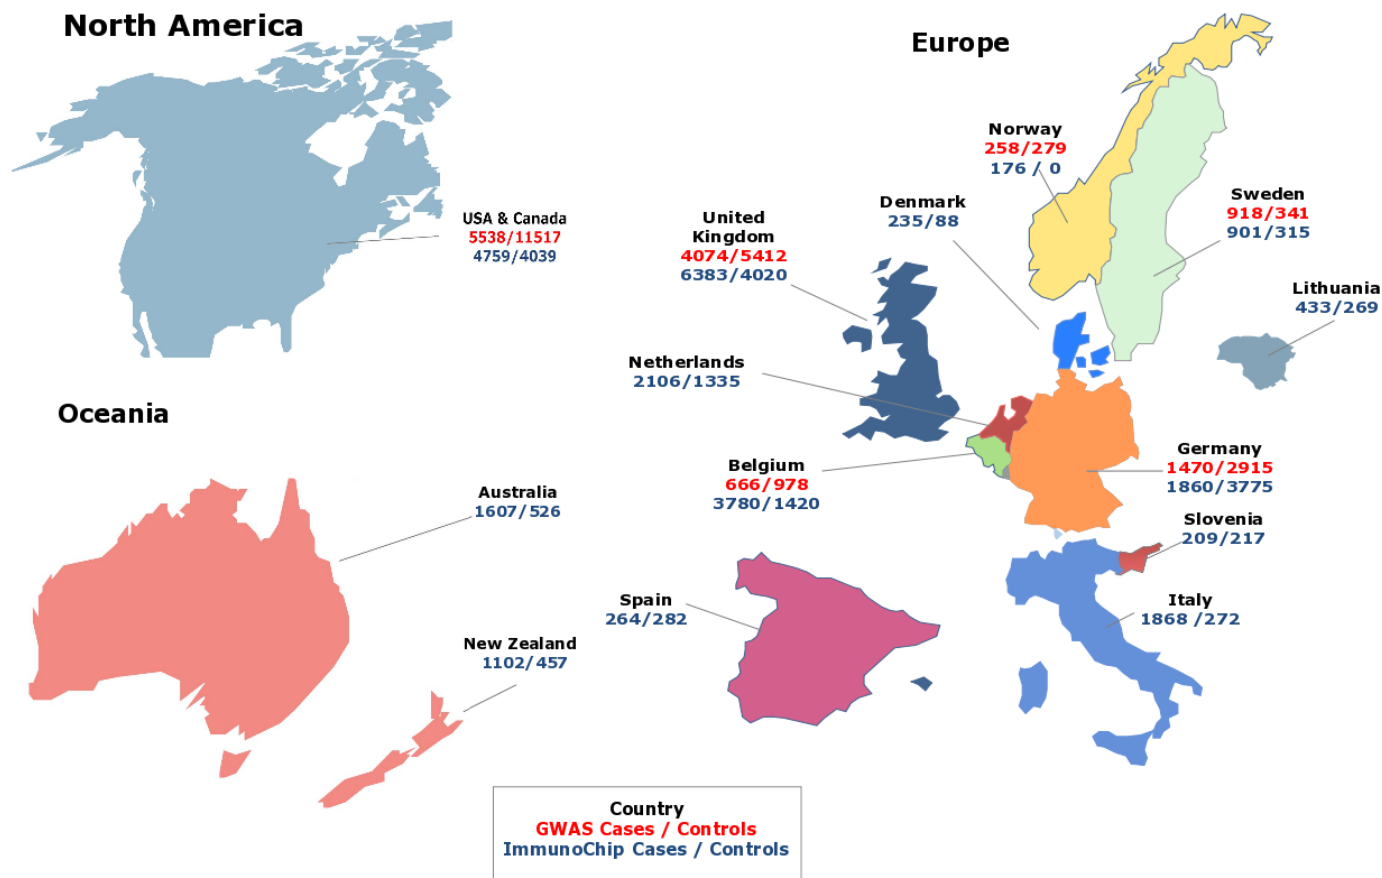 North America
USA & Canada
5538/11517
4759/4039
Oceania
Australia
1607/526
New Zealand
1102/457
Europe
Norway
258/279
176 / 0
Denmark
235/88
Sweden
918/341
901/315
United
Kingdom
4074/5412
6383/4020
Lithuania
433/269
Netherlands
2106/1335
Belgium
666/978
3780/1420
Germany
1470/2915
1860/3775
Slovenia
209/217
Spain
264/282
Italy
1868 /272
Country
GWAS Cases / Controls
ImmunoChip Cases / Controls